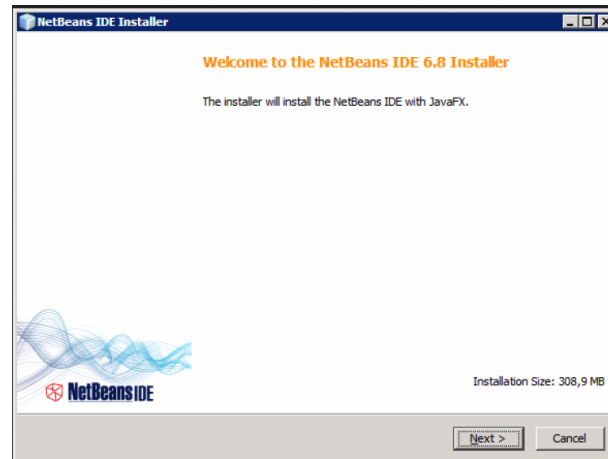 NetBeans IDE Installer
Welcome to the NetBeans IDE 6.8 Installer
The installer will install the NetBeans IDE with JavaFX.
Installation Size: 308,9 MB
NetBeans IDE
Next >
Cancel